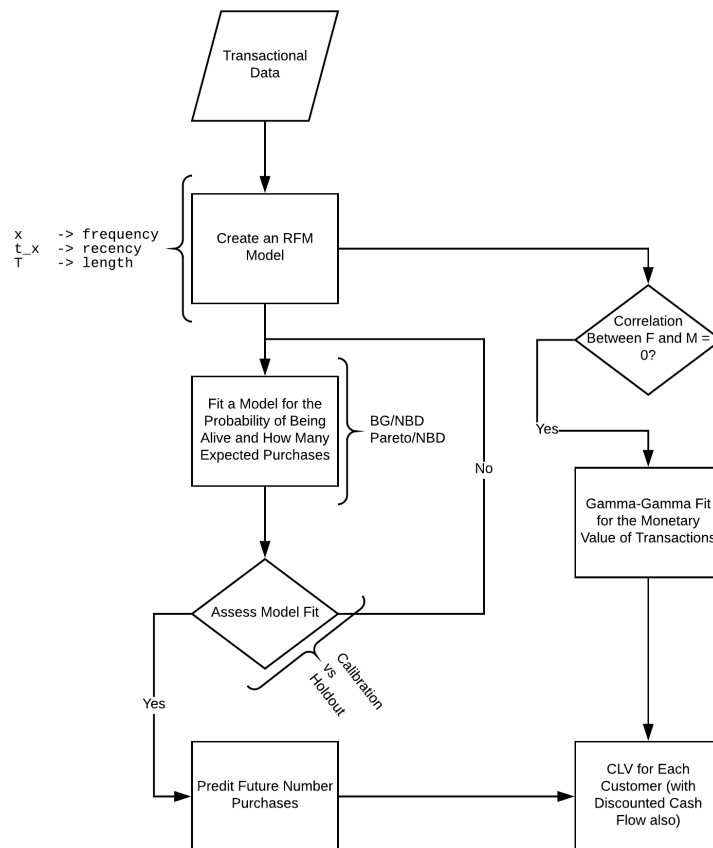 Transactional
Data
x    -> frequency
t_x  -> recency
T    -> length
Create an RFM
Model
Correlation
Between F and M =
0?
Fit a Model for the
Probability of Being
Alive and How Many
Expected Purchases
BG/NBD
Pareto/NBD
Yes
No
Gamma-Gamma Fit
for the Monetary
Value of Transactions
Assess Model Fit
Calibration
vs
Holdout
Yes
Predit Future Number
Purchases
CLV for Each
Customer (with
Discounted Cash
Flow also)